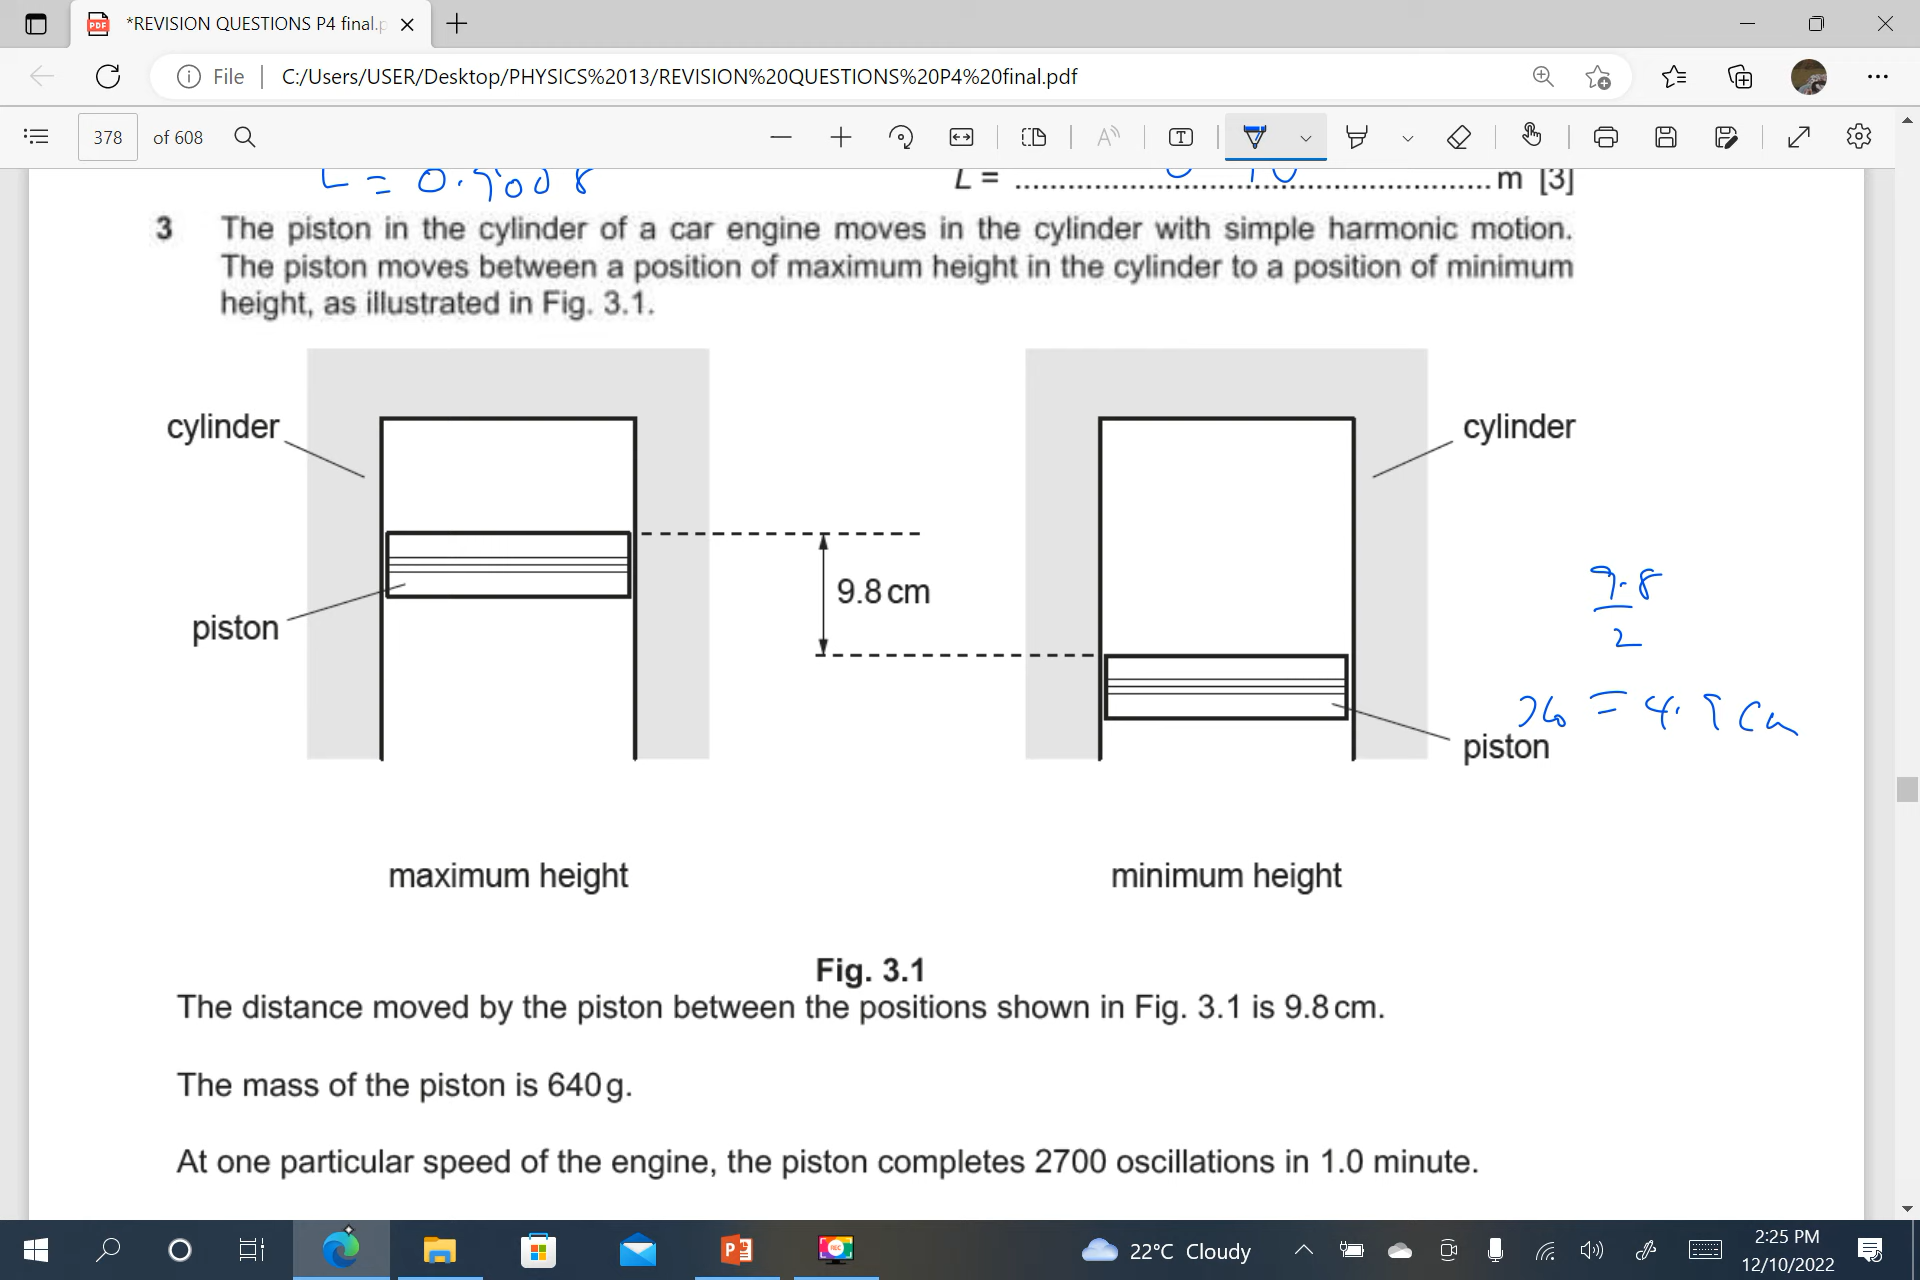 *REVISION QUESTIONS P4 final.p
File
C:/Users/USER/Desktop/PHYSICS%2013/REVISION%20QUESTIONS%20P4%20final.pdf
378 of 608
L = 0.9008
L = ........ m [3]
3 The piston in the cylinder of a car engine moves in the cylinder with simple harmonic motion.
The piston moves between a position of maximum height in the cylinder to a position of minimum
height, as illustrated in Fig. 3.1.
cylinder
cylinder
9.8 cm
piston
9.8
2
x₀ = 4.9 cm
piston
maximum height
minimum height
Fig. 3.1
The distance moved by the piston between the positions shown in Fig. 3.1 is 9.8 cm.
The mass of the piston is 640 g.
At one particular speed of the engine, the piston completes 2700 oscillations in 1.0 minute.
22°C Cloudy
2:25 PM
12/10/2022